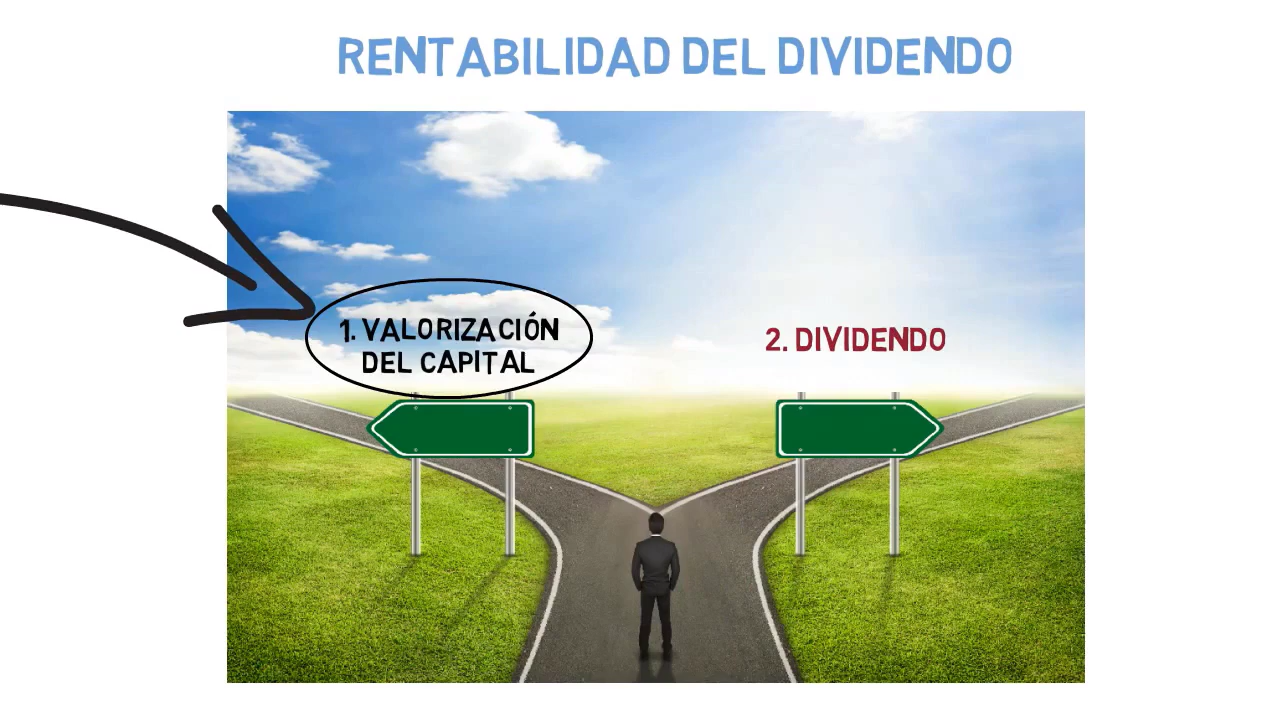 RENTABILIDAD DEL DIVIDENDO
1. VALORIZACIÓN
DEL CAPITAL
2. DIVIDENDO